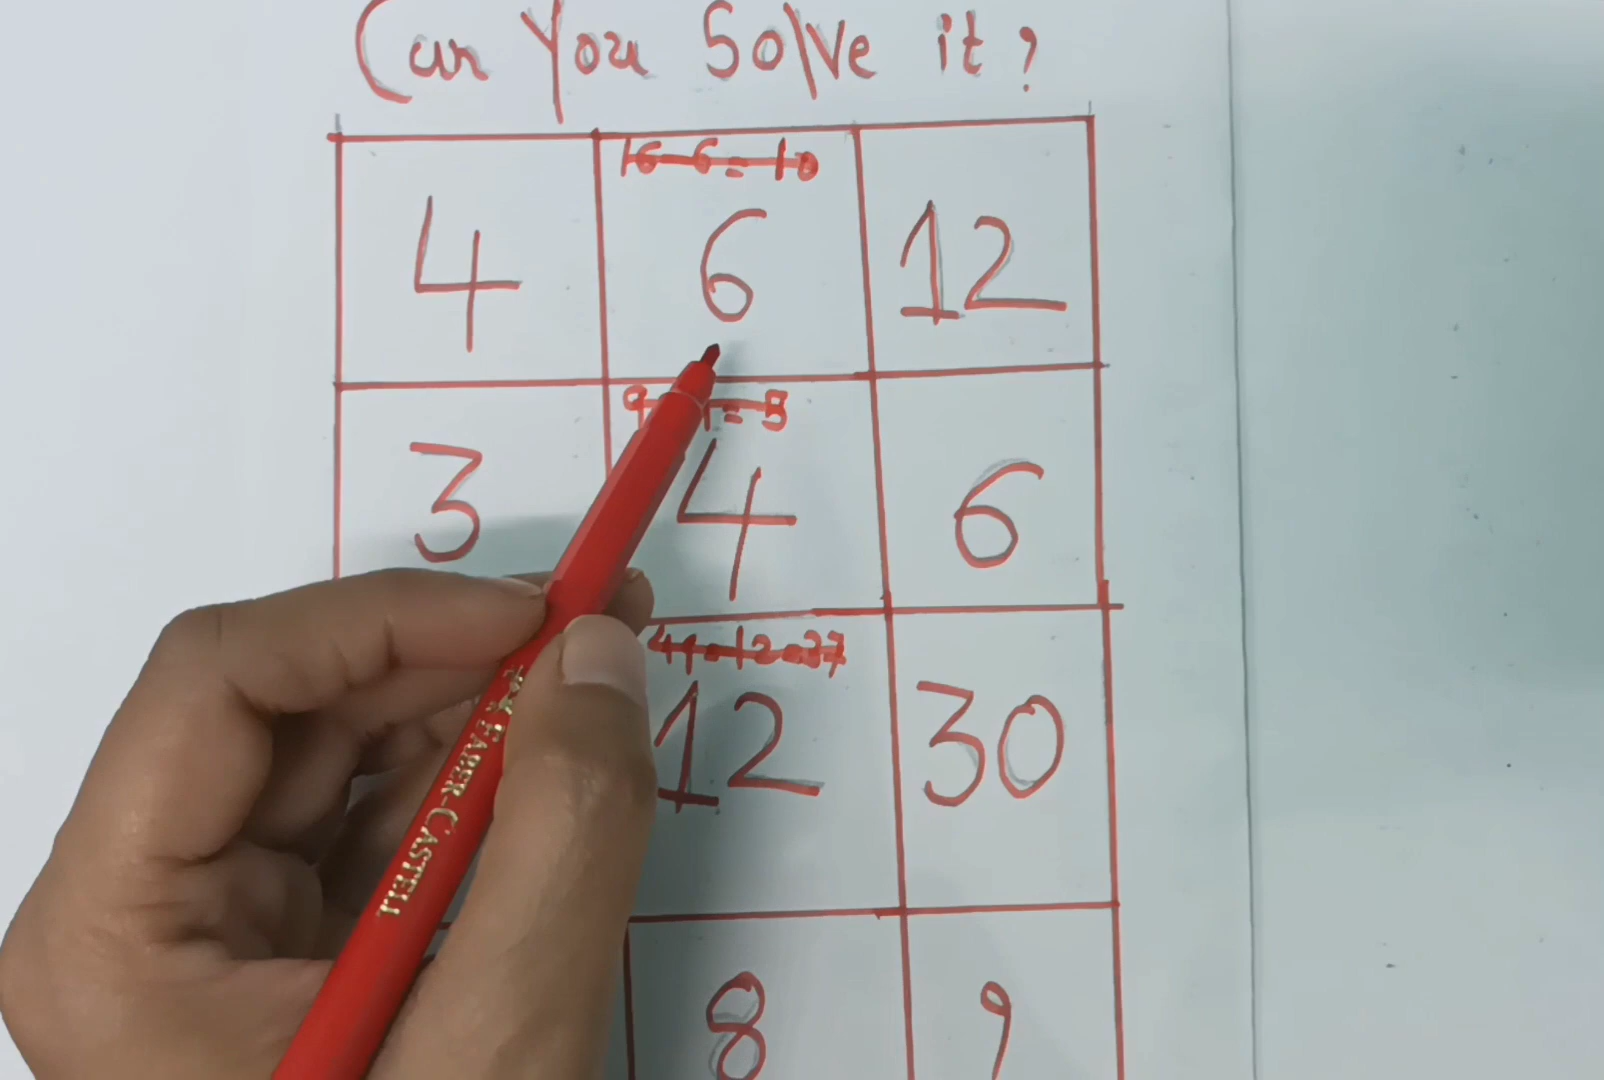 Can You Solve it?
16-6=10
4 6 12
3 4 6
12 30
8 ?
FABER-CASTELL